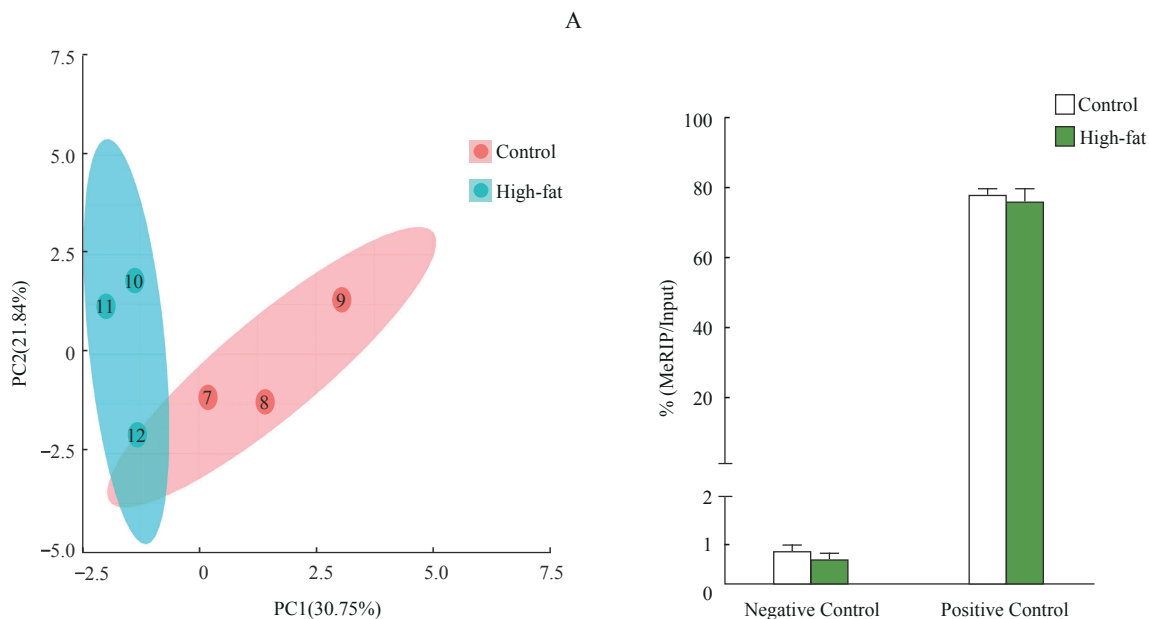 A
7.5
5.0
2.5
0
−2.5
−5.0
PC2(21.84%)
−2.5
0
2.5
5.0
7.5
PC1(30.75%)
Control
High-fat
10
11
12
7
8
9
Control
High-fat
100
80
60
40
20
2
1
0
% (MeRIP/Input)
Negative Control
Positive Control